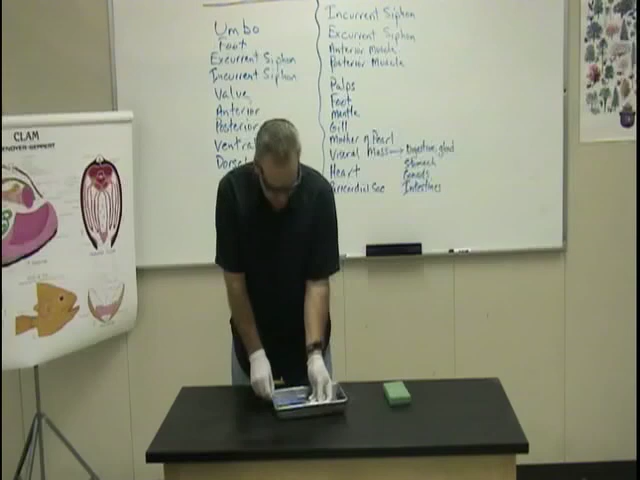 Umbo
Foot
Excurrent Siphon
Incurrent Siphon
Valve
Anterior
Posterior
Ventra
Dorsal
Incurrent Siphon
Excurrent Siphon
Anterior Muscle
Posterior Muscle
Palps
Foot
Mantle
Gill
Mother of Pearl
Visceral Mass → Digestive gland
Stomach
Gonads
Intestines
Heart
Pericardial Sac
CLAM